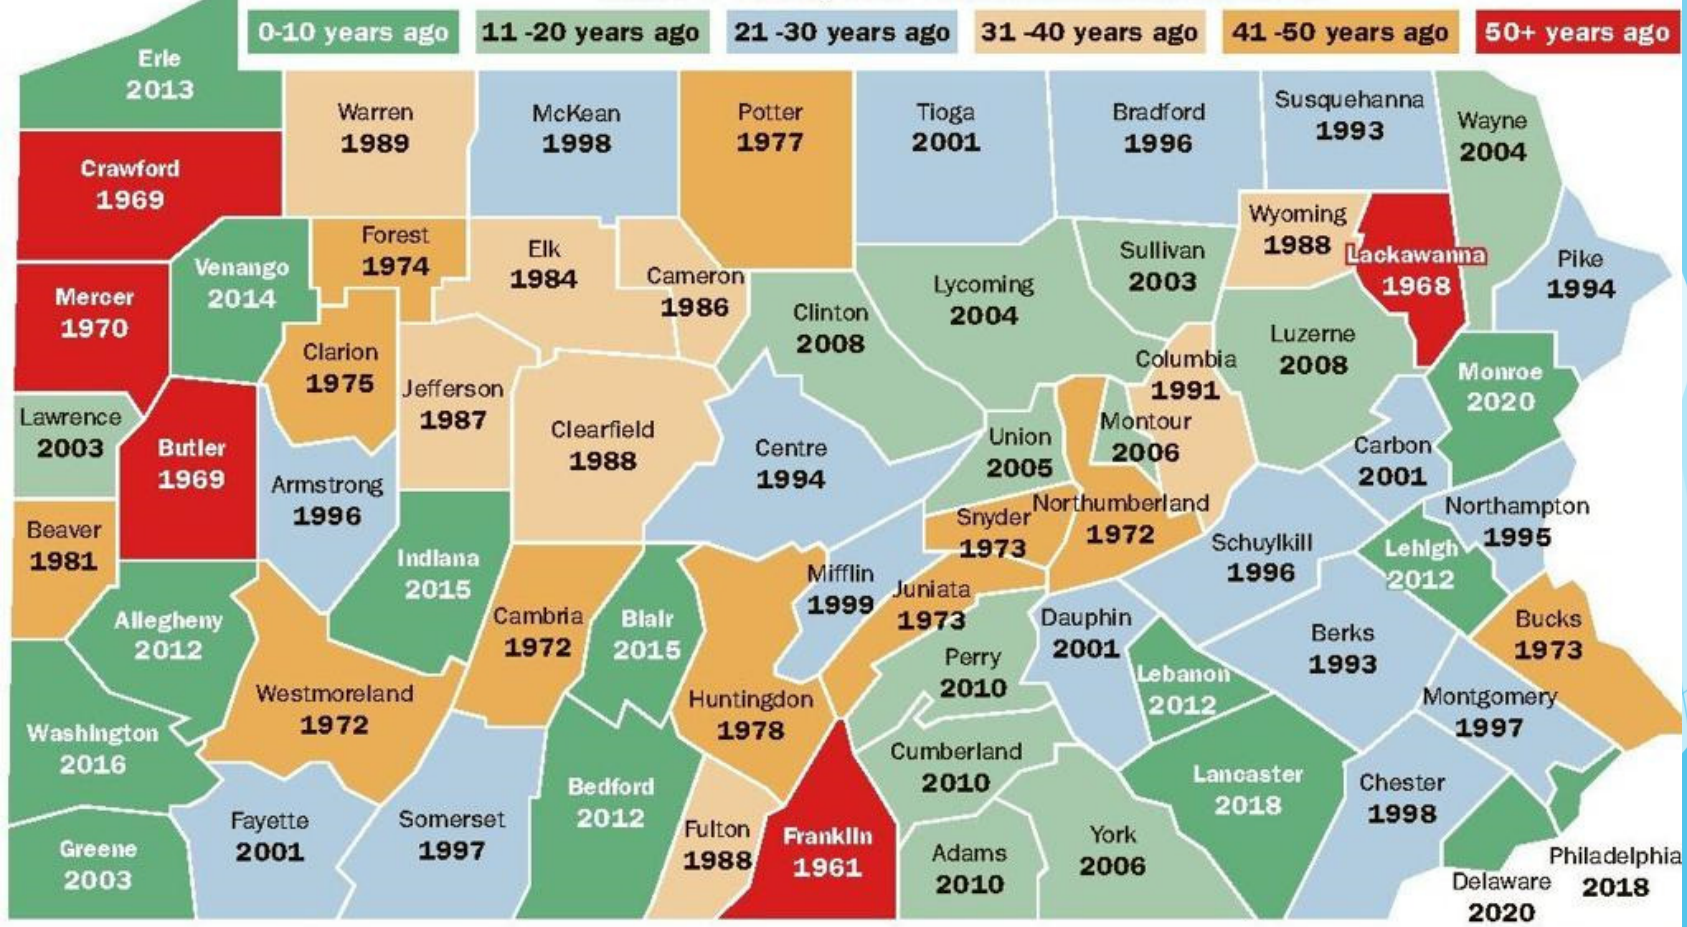 0-10 years ago
11 -20 years ago
21 -30 years ago
31 -40 years ago
41 -50 years ago
50+ years ago
Erie
2013
Warren
1989
McKean
1998
Potter
1977
Tioga
2001
Bradford
1996
Susquehanna
1993
Wayne
2004
Crawford
1969
Forest
1974
Elk
1984
Cameron
1986
Sullivan
2003
Wyoming
1988
Lackawanna
1968
Pike
1994
Mercer
1970
Venango
2014
Clarion
1975
Jefferson
1987
Clinton
2008
Lycoming
2004
Columbia
1991
Luzerne
2008
Monroe
2020
Lawrence
2003
Butler
1969
Armstrong
1996
Clearfield
1988
Centre
1994
Union
2005
Montour
2006
Carbon
2001
Beaver
1981
Indiana
2015
Snyder
1973
Northumberland
1972
Schuylkill
1996
Northampton
1995
Lehigh
2012
Allegheny
2012
Cambria
1972
Blair
2015
Mifflin
1999
Juniata
1973
Dauphin
2001
Berks
1993
Bucks
1973
Perry
2010
Lebanon
2012
Westmoreland
1972
Huntingdon
1978
Montgomery
1997
Washington
2016
Bedford
2012
Cumberland
2010
Lancaster
2018
Chester
1998
Greene
2003
Fayette
2001
Somerset
1997
Fulton
1988
Franklin
1961
Adams
2010
York
2006
Delaware
2020
Philadelphia
2018